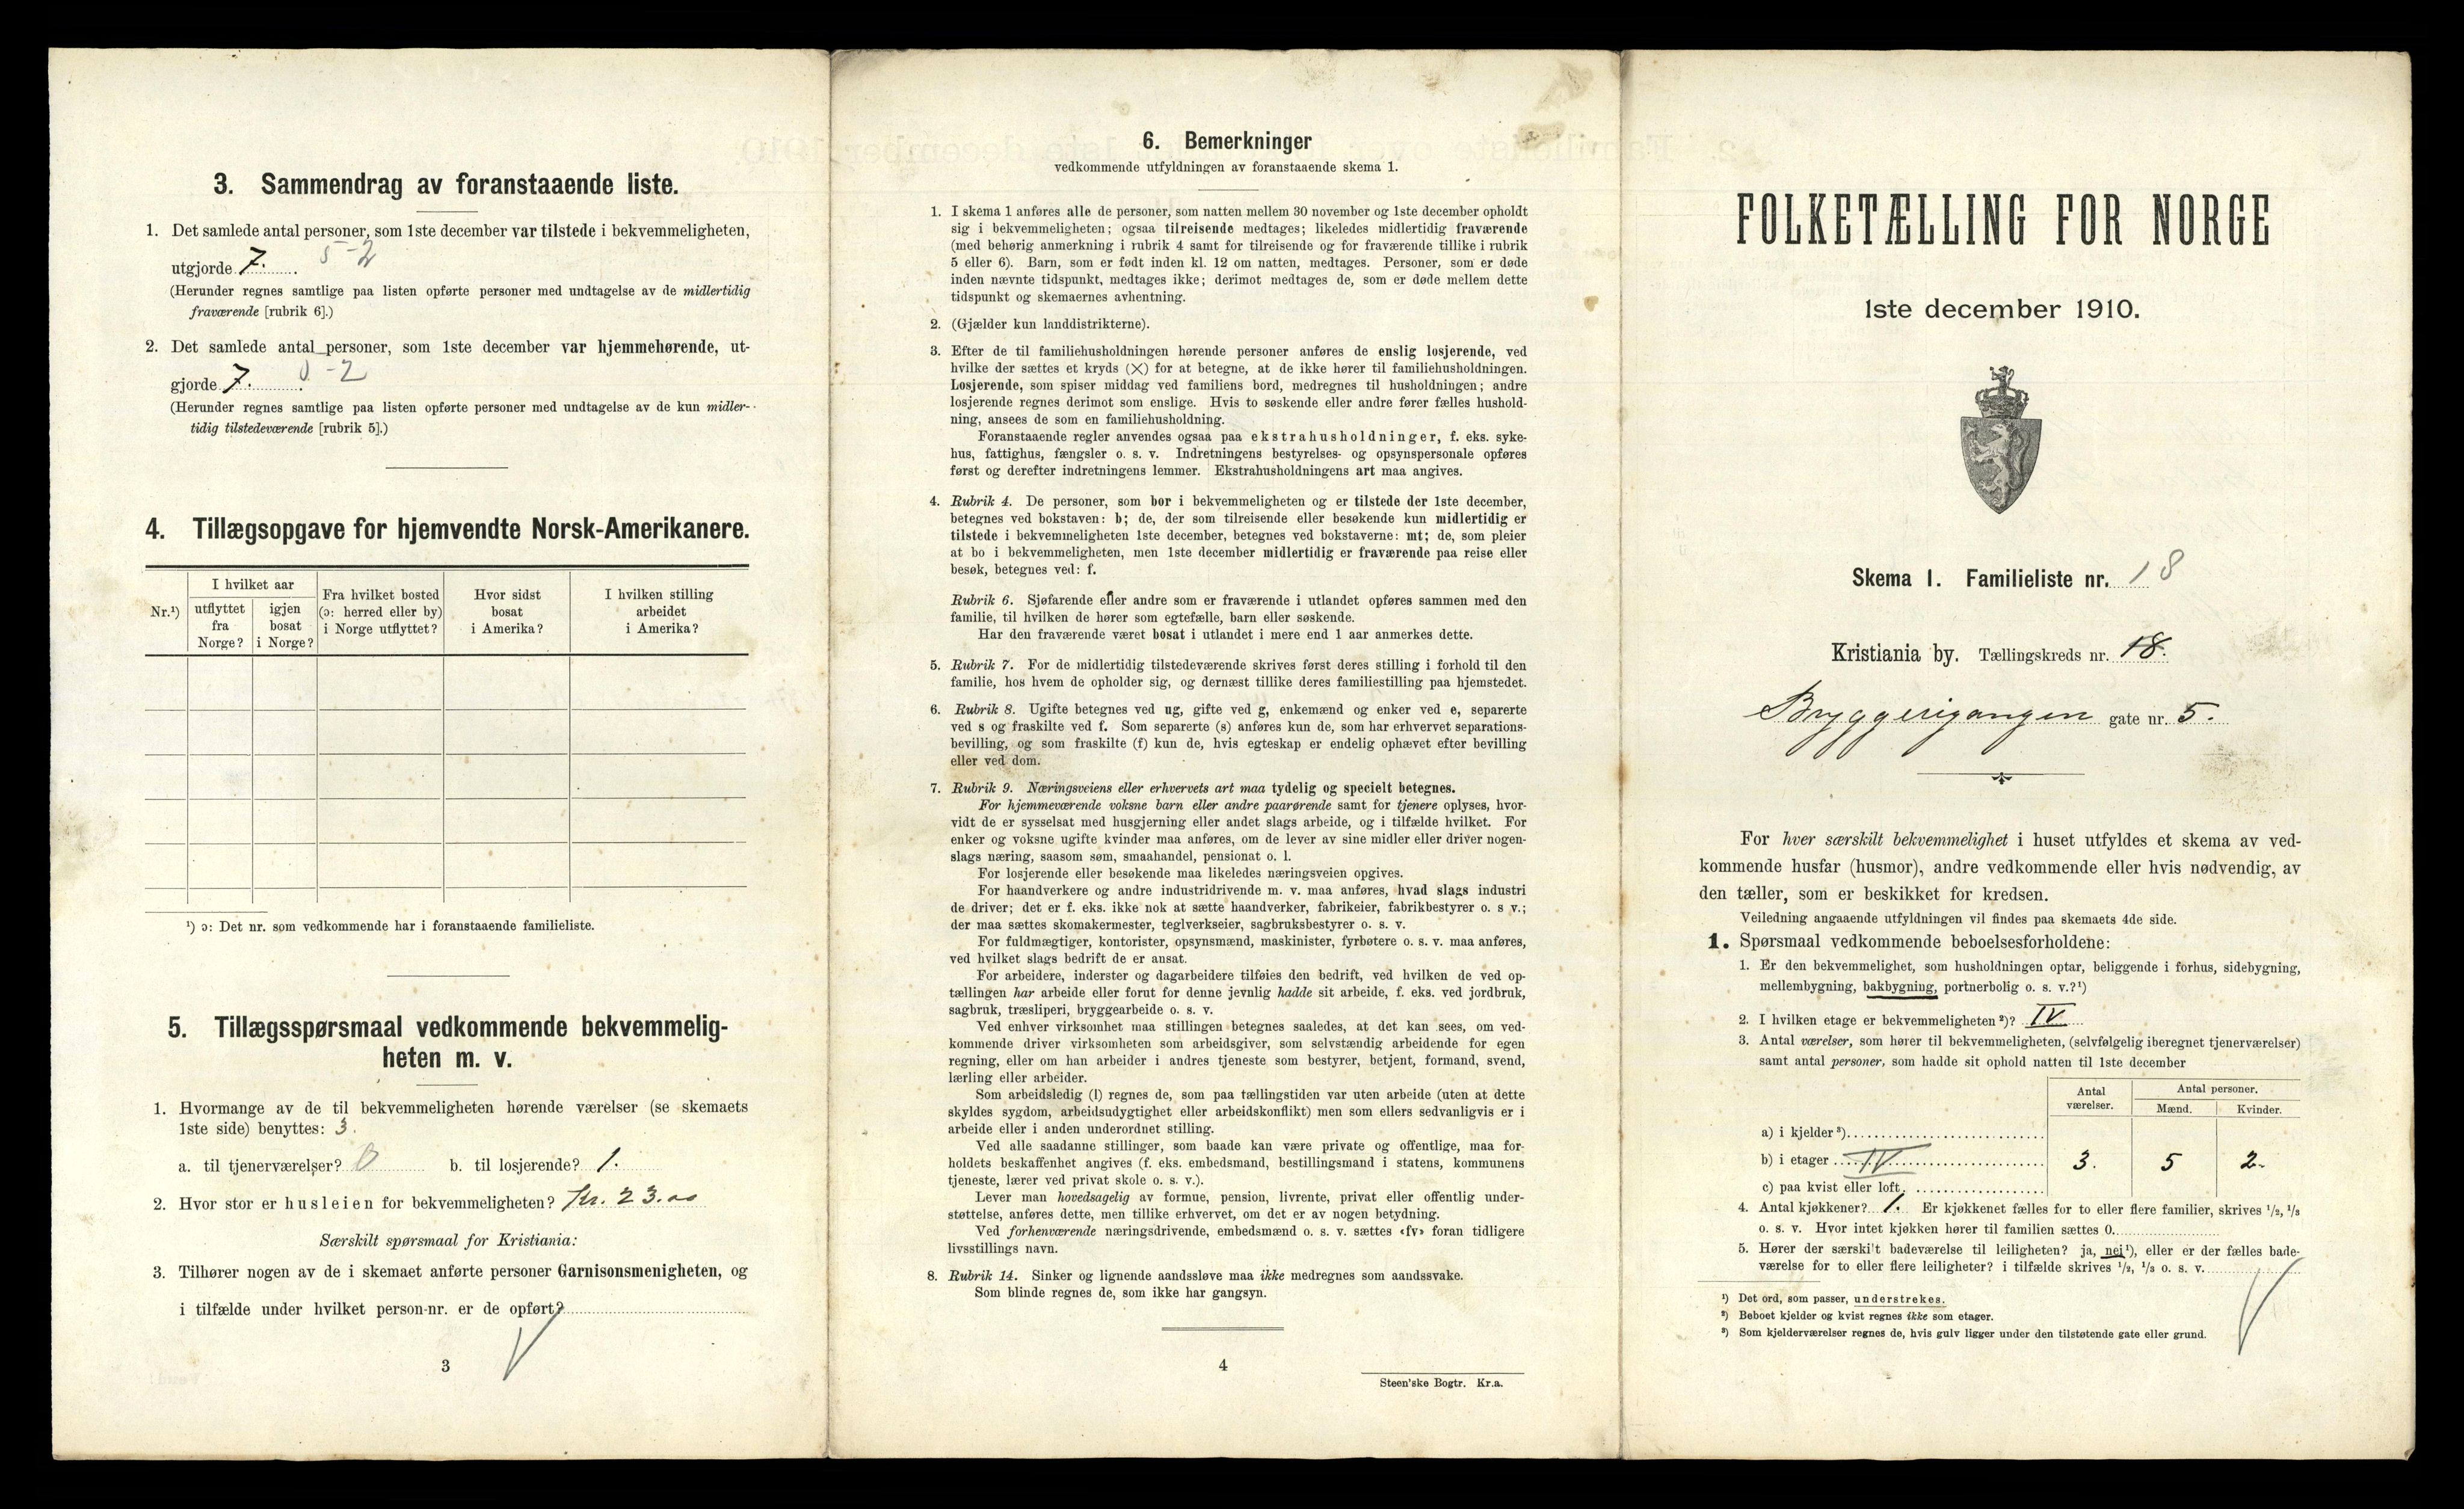 3. Sammendrag av foranstaaende liste.
1. Det samlede antal personer, som 1ste december var tilstede i bekvemmeligheten,
utgjorde 7. 5-2
(Herunder regnes samtlige paa listen opførte personer med undtagelse av de midlertidig
fraværende [rubrik 6].)
2. Det samlede antal personer, som 1ste december var hjemmehørende, ut-
gjorde 7. 5-2
(Herunder regnes samtlige paa listen opførte personer med undtagelse av de kun midler-
tidig tilstedeværende [rubrik 5].)
4. Tillægsopgave for hjemvendte Norsk-Amerikanere.
Nr.¹)
I hvilket aar
utflyttet fra Norge?
igjen bosat i Norge?
Fra hvilket bosted (ɔ: herred eller by) i Norge utflyttet?
Hvor sidst bosat i Amerika?
I hvilken stilling arbeidet i Amerika?
¹) ɔ: Det nr. som vedkommende har i foranstaaende familieliste.
5. Tillægsspørsmaal vedkommende bekvemmelig-
heten m. v.
1. Hvormange av de til bekvemmeligheten hørende værelser (se skemaets
1ste side) benyttes: 3.
a. til tjenerværelser? 0 b. til losjerende? 1.
2. Hvor stor er husleien for bekvemmeligheten? Kr. 23.00
Særskilt spørsmaal for Kristiania:
3. Tilhører nogen av de i skemaet anførte personer Garnisonsmenigheten, og
i tilfælde under hvilket person-nr. er de opført?
3
6. Bemerkninger
vedkommende utfyldningen av foranstaaende skema 1.
1. I skema 1 anføres alle de personer, som natten mellem 30 november og 1ste december opholdt
sig i bekvemmeligheten; ogsaa tilreisende medtages; likeledes midlertidig fraværende
(med behørig anmerkning i rubrik 4 samt for tilreisende og for fraværende tillike i rubrik
5 eller 6). Barn, som er født inden kl. 12 om natten, medtages. Personer, som er døde
inden nævnte tidspunkt, medtages ikke; derimot medtages de, som er døde mellem dette
tidspunkt og skemaernes avhentning.
2. (Gjælder kun landdistrikterne).
3. Efter de til familiehusholdningen hørende personer anføres de enslig losjerende, ved
hvilke der sættes et kryds (×) for at betegne, at de ikke hører til familiehusholdningen.
Losjerende, som spiser middag ved familiens bord, medregnes til husholdningen; andre
losjerende regnes derimot som enslige. Hvis to søskende eller andre fører fælles hushold-
ning, ansees de som en familiehusholdning.
Foranstaaende regler anvendes ogsaa paa ekstrahusholdninger, f. eks. syke-
hus, fattighus, fængsler o. s. v. Indretningens bestyrelses- og opsynspersonale opføres
først og derefter indretningens lemmer. Ekstrahusholdningens art maa angives.
4. Rubrik 4. De personer, som bor i bekvemmeligheten og er tilstede der 1ste december,
betegnes ved bokstaven: b; de, der som tilreisende eller besøkende kun midlertidig er
tilstede i bekvemmeligheten 1ste december, betegnes ved bokstaverne: mt; de, som pleier
at bo i bekvemmeligheten, men 1ste december midlertidig er fraværende paa reise eller
besøk, betegnes ved: f.
Rubrik 6. Sjøfarende eller andre som er fraværende i utlandet opføres sammen med den
familie, til hvilken de hører som egtefælle, barn eller søskende.
Har den fraværende været bosat i utlandet i mere end 1 aar anmerkes dette.
5. Rubrik 7. For de midlertidig tilstedeværende skrives først deres stilling i forhold til den
familie, hos hvem de opholder sig, og dernæst tillike deres familiestilling paa hjemstedet.
6. Rubrik 8. Ugifte betegnes ved ug, gifte ved g, enkemænd og enker ved e, separerte
ved s og fraskilte ved f. Som separerte (s) anføres kun de, som har erhvervet separations-
bevilling, og som fraskilte (f) kun de, hvis egteskap er endelig ophævet efter bevilling
eller ved dom.
7. Rubrik 9. Næringsveiens eller erhvervets art maa tydelig og specielt betegnes.
For hjemmeværende voksne barn eller andre paarørende samt for tjenere oplyses, hvor-
vidt de er sysselsat med husgjerning eller andet slags arbeide, og i tilfælde hvilket. For
enker og voksne ugifte kvinder maa anføres, om de lever av sine midler eller driver nogen-
slags næring, saasom søm, smaahandel, pensionat o. l.
For losjerende eller besøkende maa likeledes næringsveien opgives.
For haandverkere og andre industridrivende m. v. maa anføres, hvad slags industri
de driver; det er f. eks. ikke nok at sætte haandverker, fabrikeier, fabrikbestyrer o. s v.;
der maa sættes skomakermester, teglverkseier, sagbruksbestyrer o. s. v.
For fuldmægtiger, kontorister, opsynsmænd, maskinister, fyrbøtere o. s. v. maa anføres,
ved hvilket slags bedrift de er ansat.
For arbeidere, inderster og dagarbeidere tilføies den bedrift, ved hvilken de ved op-
tællingen har arbeide eller forut for denne jevnlig hadde sit arbeide, f. eks. ved jordbruk,
sagbruk, træsliperi, bryggearbeide o. s. v.
Ved enhver virksomhet maa stillingen betegnes saaledes, at det kan sees, om ved-
kommende driver virksomheten som arbeidsgiver, som selvstændig arbeidende for egen
regning, eller om han arbeider i andres tjeneste som bestyrer, betjent, formand, svend,
lærling eller arbeider.
Som arbeidsledig (l) regnes de, som paa tællingstiden var uten arbeide (uten at dette
skyldes sygdom, arbeidsudygtighet eller arbeidskonflikt) men som ellers sedvanligvis er i
arbeide eller i anden underordnet stilling.
Ved alle saadanne stillinger, som baade kan være private og offentlige, maa for-
holdets beskaffenhet angives (f. eks. embedsmand, bestillingsmand i statens, kommunens
tjeneste, lærer ved privat skole o. s. v.).
Lever man hovedsagelig av formue, pension, livrente, privat eller offentlig under-
støttelse, anføres dette, men tillike erhvervet, om det er av nogen betydning.
Ved forhenværende næringsdrivende, embedsmænd o. s. v. sættes «fv» foran tidligere
livsstillings navn.
8. Rubrik 14. Sinker og lignende aandssløve maa ikke medregnes som aandssvake.
Som blinde regnes de, som ikke har gangsyn.
4
Steen'ske Bogtr. Kr.a.
FOLKETÆLLING FOR NORGE
1ste december 1910.
Skema 1. Familieliste nr. 18
Kristiania by. Tællingskreds nr. 18.
Bryggerigangen gate nr. 5.
For hver særskilt bekvemmelighet i huset utfyldes et skema av ved-
kommende husfar (husmor), andre vedkommende eller hvis nødvendig, av
den tæller, som er beskikket for kredsen.
Veiledning angaaende utfyldningen vil findes paa skemaets 4de side.
1. Spørsmaal vedkommende beboelsesforholdene:
1. Er den bekvemmelighet, som husholdningen optar, beliggende i forhus, sidebygning,
mellembygning, bakbygning, portnerbolig o. s. v.?¹)
2. I hvilken etage er bekvemmeligheten²)? IV
3. Antal værelser, som hører til bekvemmeligheten, (selvfølgelig iberegnet tjenerværelser)
samt antal personer, som hadde sit ophold natten til 1ste december
Antal værelser. Antal personer.
Mænd. Kvinder.
a) i kjelder³)
b) i etager IV 3. 5 2.
c) paa kvist eller loft.
4. Antal kjøkkener? 1. Er kjøkkenet fælles for to eller flere familier, skrives ½, ⅓
o. s. v. Hvor intet kjøkken hører til familien sættes 0.
5. Hører der særskilt badeværelse til leiligheten? ja, nei¹), eller er der fælles bade-
værelse for to eller flere leiligheter? i tilfælde skrives ½, ⅓ o. s. v.
¹) Det ord, som passer, understrekes.
²) Beboet kjelder og kvist regnes ikke som etager.
³) Som kjelderværelser regnes de, hvis gulv ligger under den tilstøtende gate eller grund.